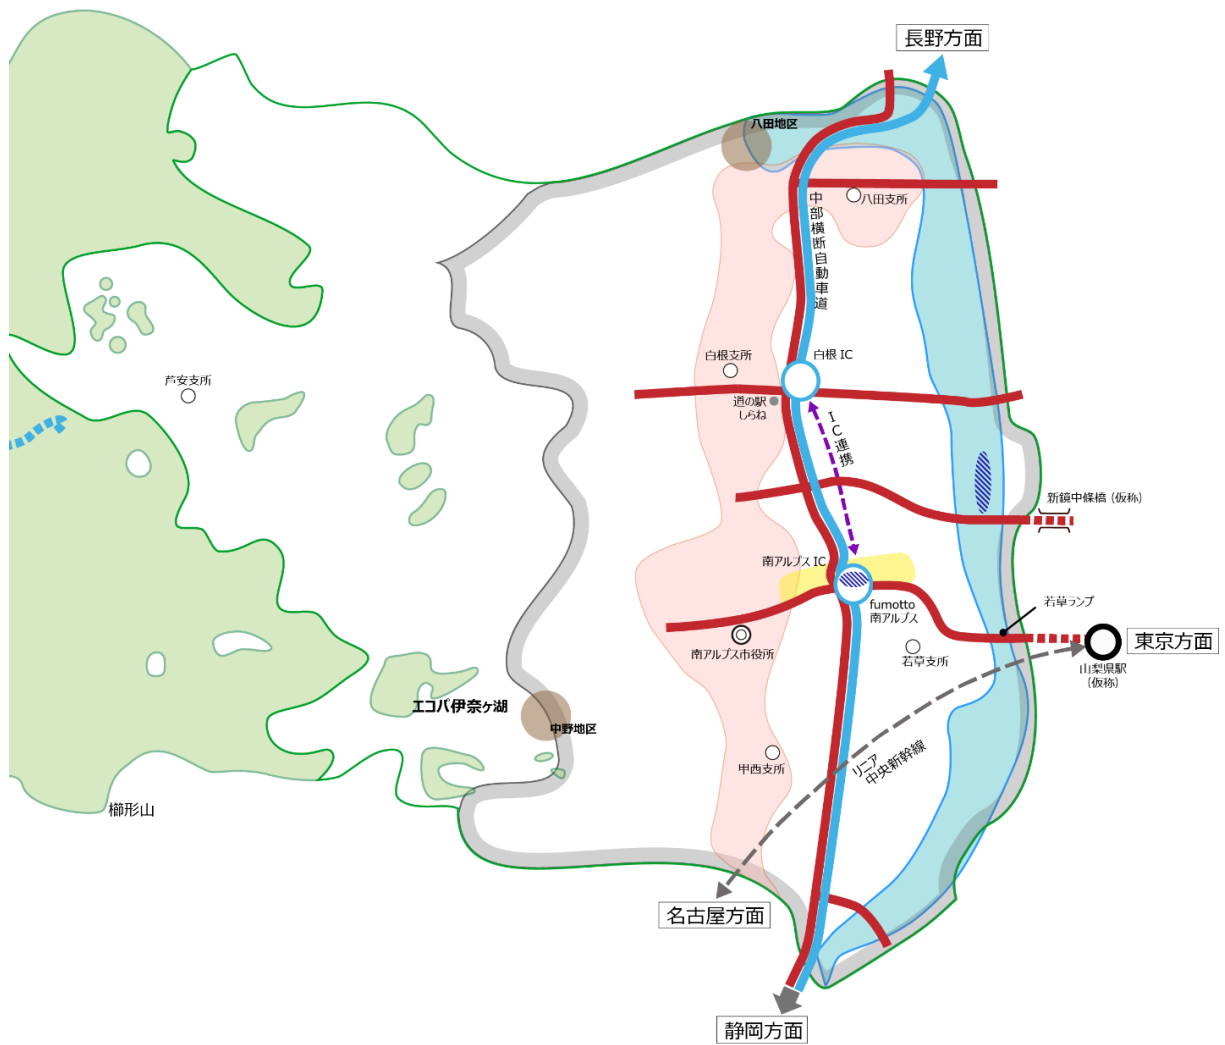 長野方面
八田地区
八田支所
中部横断自動車道
白根支所
白根 IC
芦安支所
道の駅
しらね
IC連携
新鏡中條橋 (仮称)
南アルプス IC
fumotto
南アルプス
若草ランプ
東京方面
南アルプス市役所
若草支所
山梨県駅
(仮称)
エコパ伊奈ヶ湖
中野地区
リニア
中央新幹線
甲西支所
櫛形山
名古屋方面
静岡方面